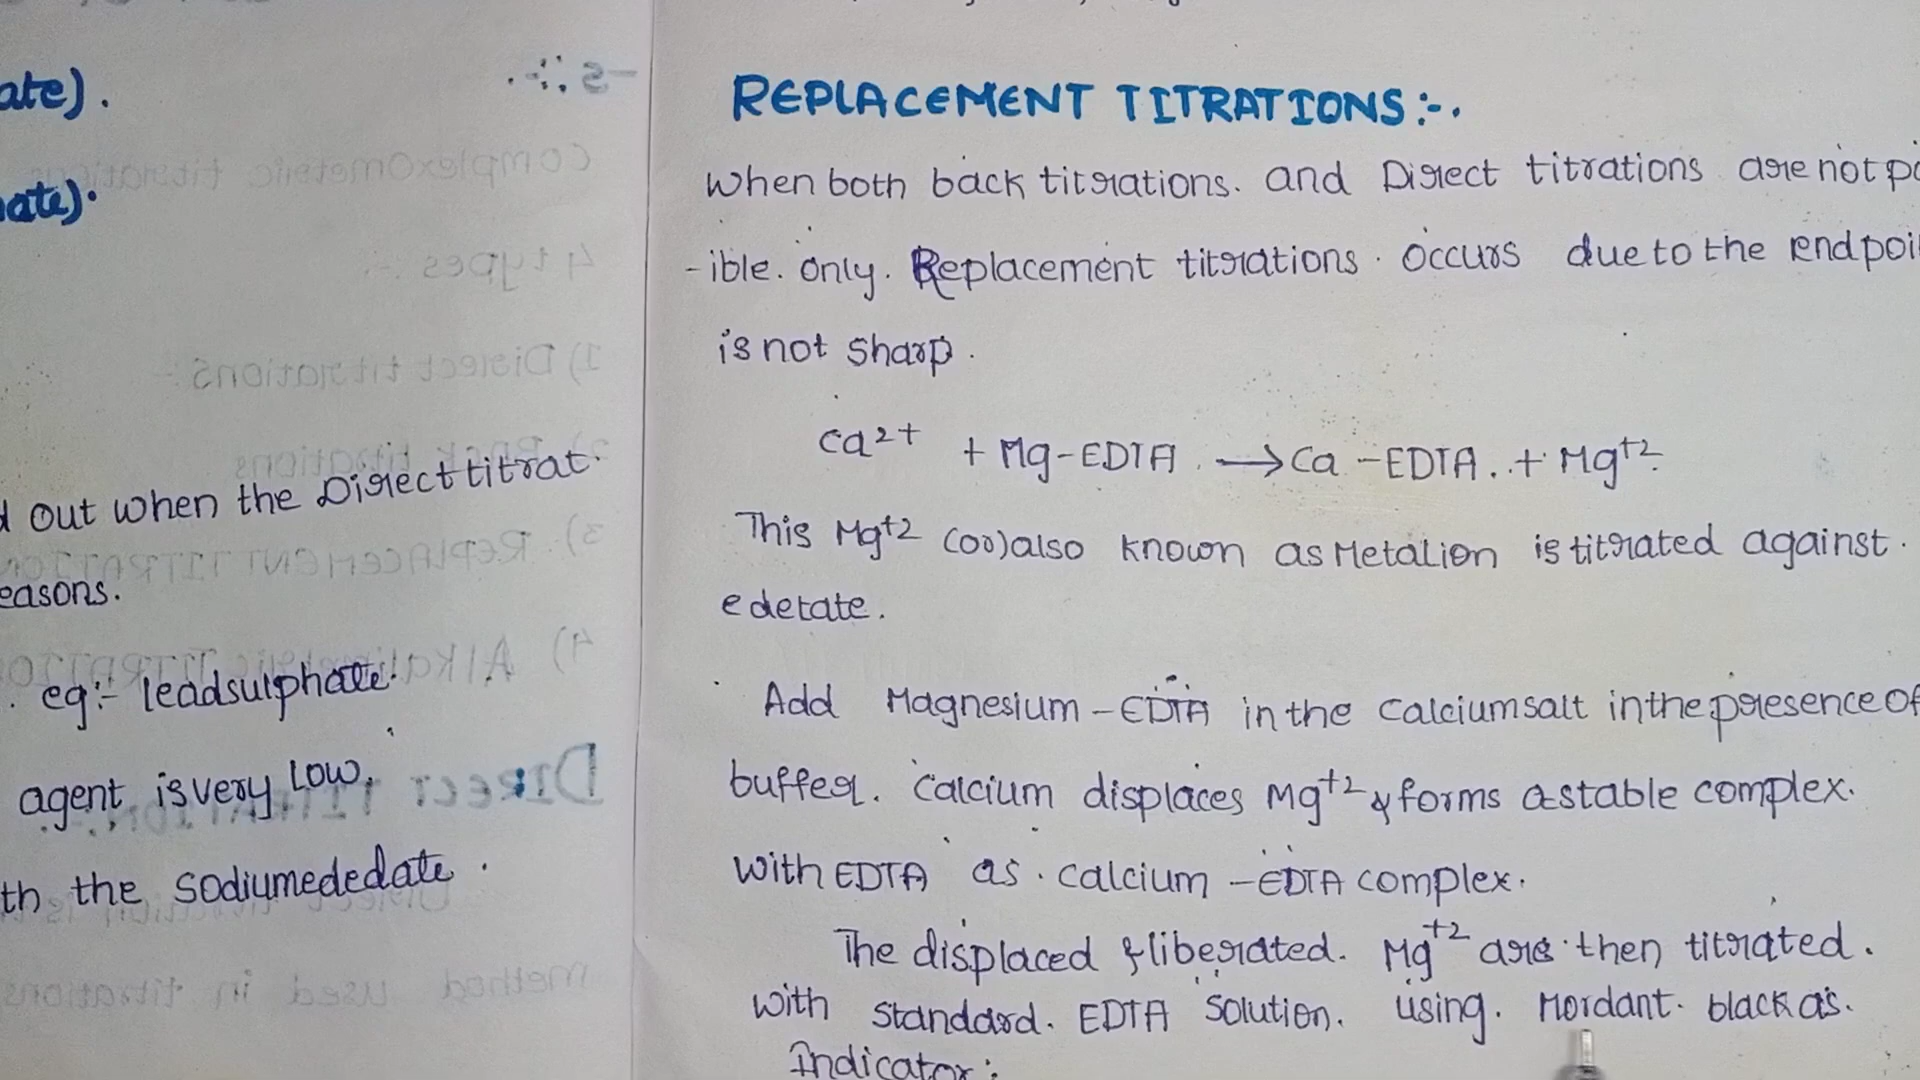 ate).
ate).
out when the Direct titrat
easons.
eg:- leadsulphate
agent is very low,
th the sodiumededate.
REPLACEMENT TITRATIONS:-.
When both back titrations. and Direct titrations are not po
-ible. only. Replacement titrations. occurs due to the end poi
is not sharp.
Ca2+ + Mg-EDTA. → Ca-EDTA. + Mg+2.
This Mg+2 (or) also known as Metal ion is titrated against.
edetate.
Add Magnesium-EDTA in the Calcium salt in the presence of
buffer. Calcium displaces Mg+2 & forms a stable complex.
with EDTA as. calcium-EDTA complex.
The displaced & liberated. Mg+2 are then titrated.
with standard. EDTA solution. using. Mordant. black as.
Indicator: